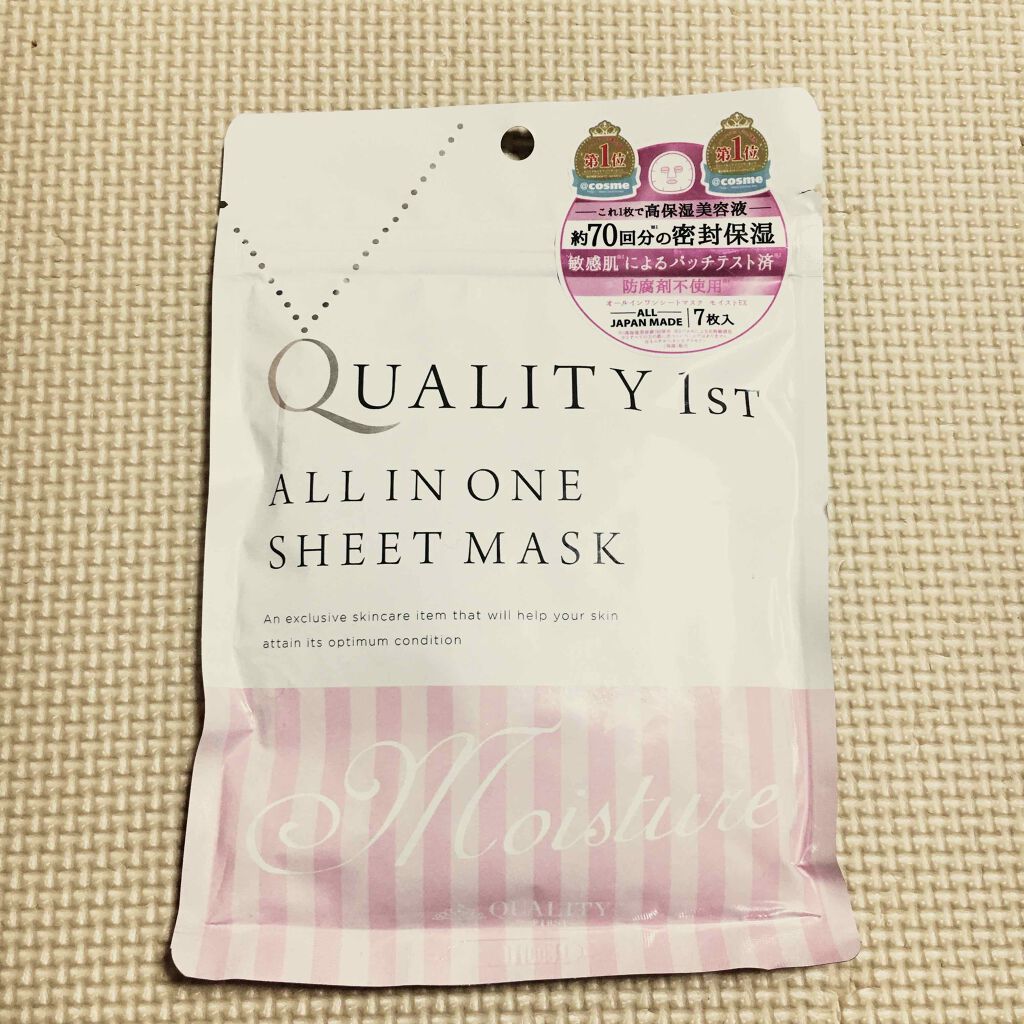 第1位
@cosme
第1位
@cosme
これ1枚で高保湿美容液
約70回分の※1密封保湿
敏感肌※2によるパッチテスト済
防腐剤不使用
オールインワンシートマスク モイストEX
ALL
JAPAN MADE
7枚入
QUALITY 1ST
ALL IN ONE
SHEET MASK
An exclusive skincare item that will help your skin
attain its optimum condition
Moisture
QUALITY
FIRST